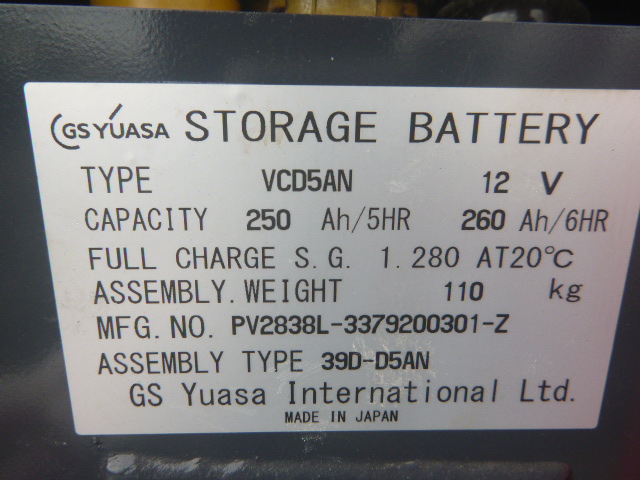 GS YUASA STORAGE BATTERY
TYPE VCD5AN 12 V
CAPACITY 250 Ah/5HR 260 Ah/6HR
FULL CHARGE S.G. 1.280 AT20℃
ASSEMBLY.WEIGHT 110 kg
MFG.NO. PV2838L-3379200301-Z
ASSEMBLY TYPE 39D-D5AN
GS Yuasa International Ltd.
MADE IN JAPAN